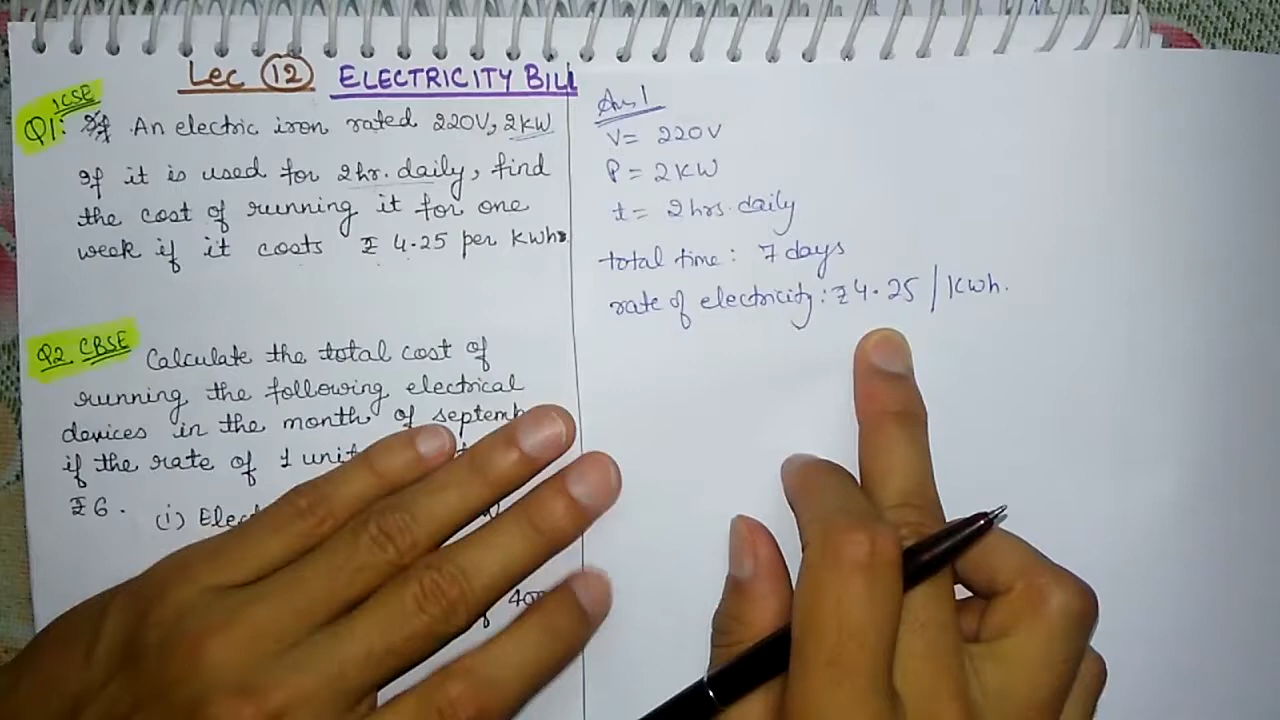 Lec 12 ELECTRICITY BILL
ICSE
Q1: An electric iron rated 220V, 2KW
If it is used for 2hr. daily, find
the cost of running it for one
week if it costs ₹ 4.25 per kWh.
Q2 CBSE Calculate the total cost of
running the following electrical
devices in the month of septemb
if the rate of 1 unit
₹6. (i) Elec
Ans 1
V = 220V
P = 2KW
t = 2hrs. daily
total time: 7 days
rate of electricity: ₹4.25 / Kwh.